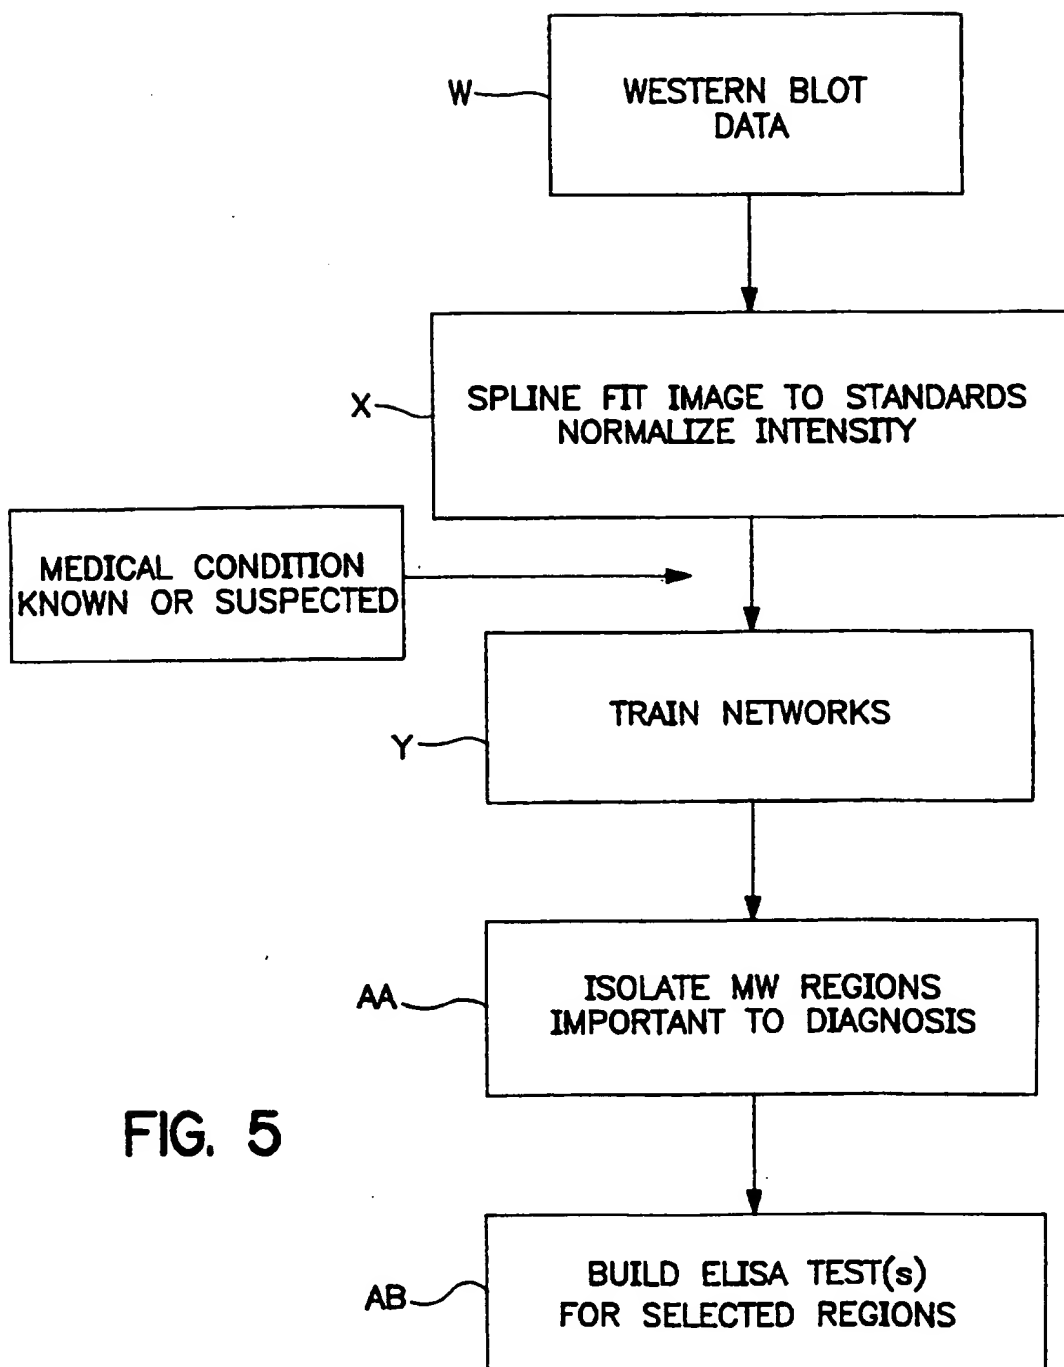 W
WESTERN BLOT
DATA
X
SPLINE FIT IMAGE TO STANDARDS
NORMALIZE INTENSITY
MEDICAL CONDITION
KNOWN OR SUSPECTED
Y
TRAIN NETWORKS
AA
ISOLATE MW REGIONS
IMPORTANT TO DIAGNOSIS
FIG. 5
AB
BUILD ELISA TEST(s)
FOR SELECTED REGIONS